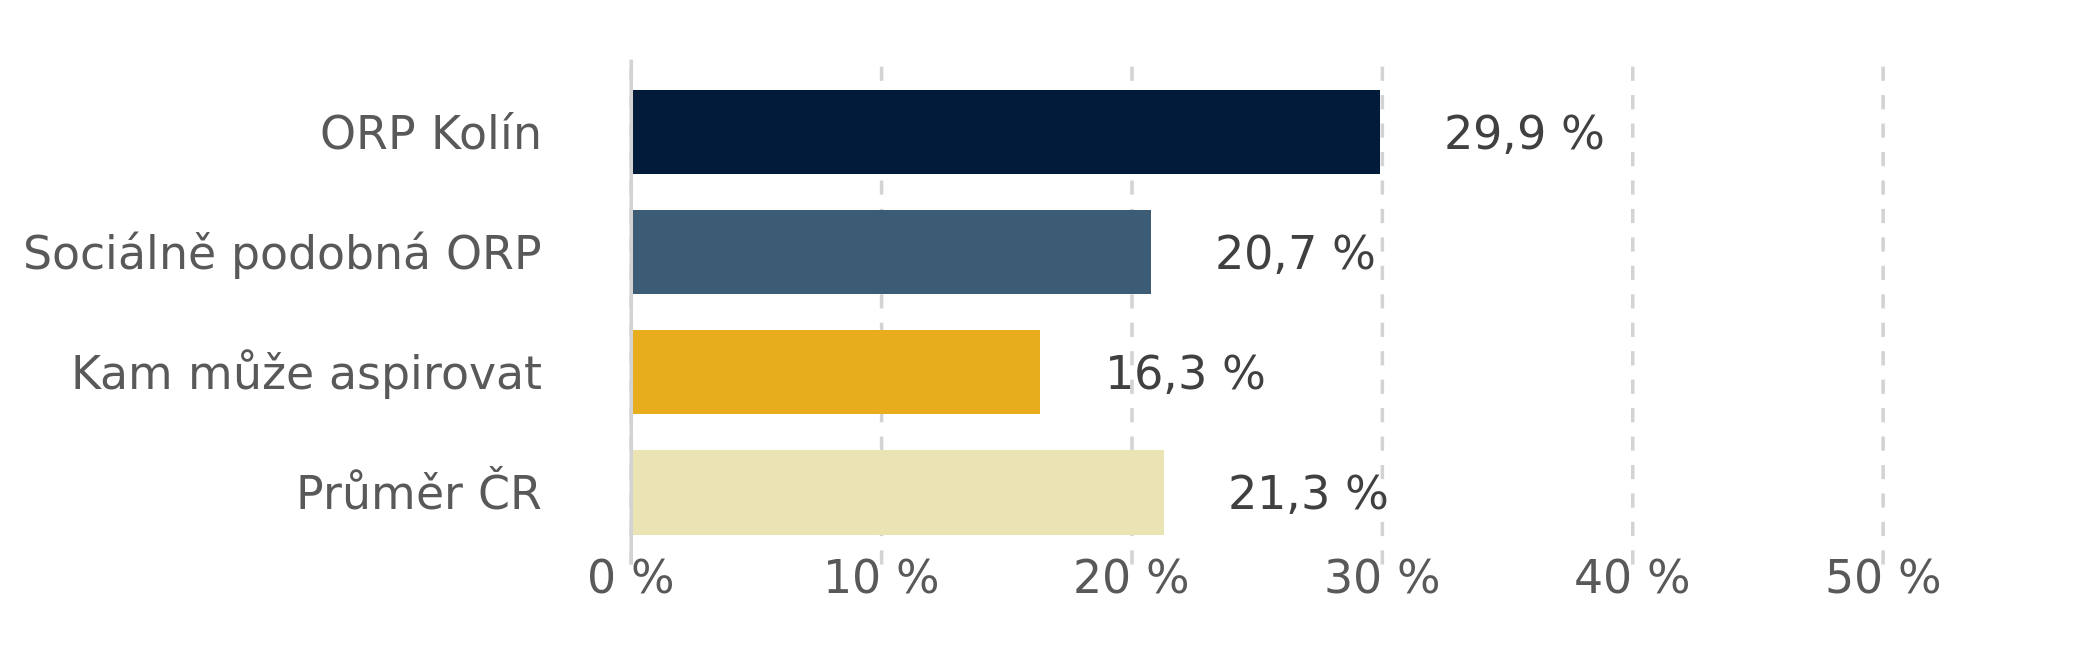 ORP Kolín 29,9 %
Sociálně podobná ORP 20,7 %
Kam může aspirovat 16,3 %
Průměr ČR 21,3 %
0 % 10 % 20 % 30 % 40 % 50 %